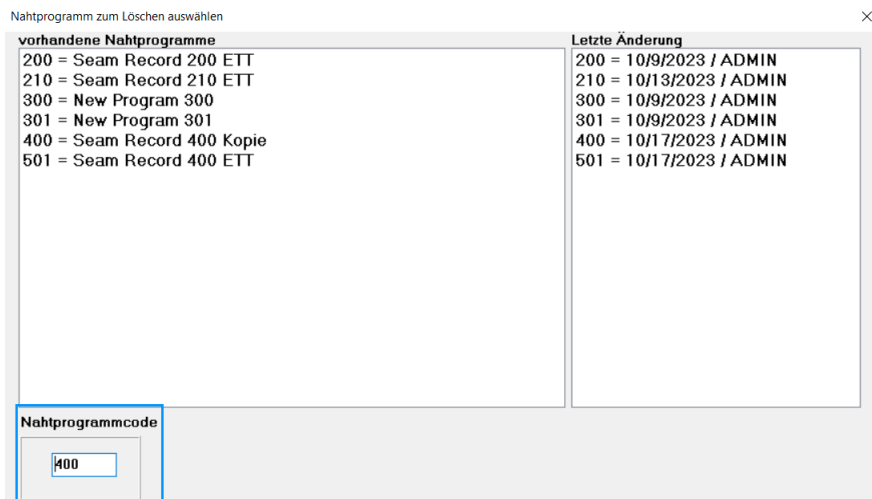 Nahtprogramm zum Löschen auswählen
vorhandene Nahtprogramme
200 = Seam Record 200 ETT
210 = Seam Record 210 ETT
300 = New Program 300
301 = New Program 301
400 = Seam Record 400 Kopie
501 = Seam Record 400 ETT
Letzte Änderung
200 = 10/9/2023 / ADMIN
210 = 10/13/2023 / ADMIN
300 = 10/9/2023 / ADMIN
301 = 10/9/2023 / ADMIN
400 = 10/17/2023 / ADMIN
501 = 10/17/2023 / ADMIN
Nahtprogrammcode
400